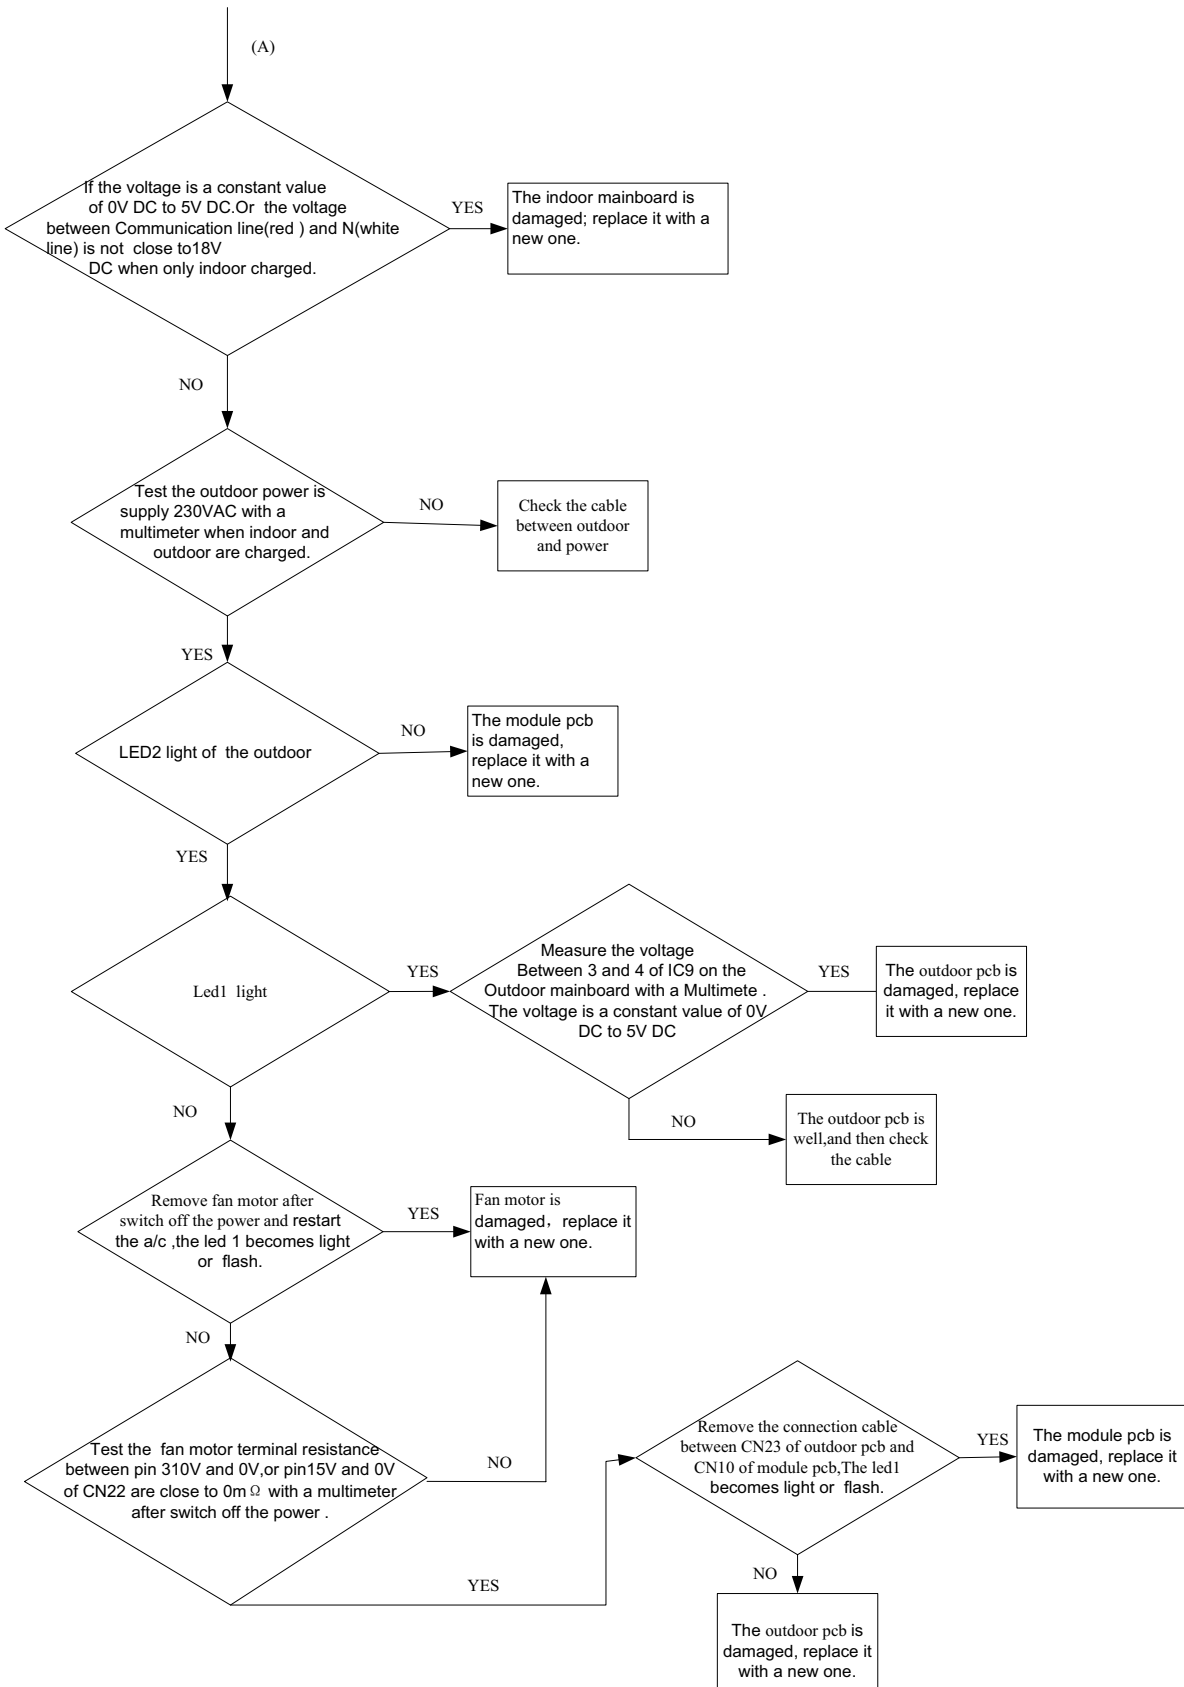 (A)
If the voltage is a constant value
of 0V DC to 5V DC.Or the voltage
between Communication line(red ) and N(white
line) is not close to18V
DC when only indoor charged.
YES
The indoor mainboard is
damaged; replace it with a
new one.
NO
Test the outdoor power is
supply 230VAC with a
multimeter when indoor and
outdoor are charged.
NO
Check the cable
between outdoor
and power
YES
LED2 light of the outdoor
NO
The module pcb
is damaged,
replace it with a
new one.
YES
Led1 light
YES
Measure the voltage
Between 3 and 4 of IC9 on the
Outdoor mainboard with a Multimete .
The voltage is a constant value of 0V
DC to 5V DC
YES
The outdoor pcb is
damaged, replace
it with a new one.
NO
The outdoor pcb is
well,and then check
the cable
NO
Remove fan motor after
switch off the power and restart
the a/c ,the led 1 becomes light
or flash.
YES
Fan motor is
damaged，replace it
with a new one.
NO
Test the fan motor terminal resistance
between pin 310V and 0V,or pin15V and 0V
of CN22 are close to 0mΩ with a multimeter
after switch off the power .
NO
YES
Remove the connection cable
between CN23 of outdoor pcb and
CN10 of module pcb,The led1
becomes light or flash.
YES
The module pcb is
damaged, replace it
with a new one.
NO
The outdoor pcb is
damaged, replace it
with a new one.